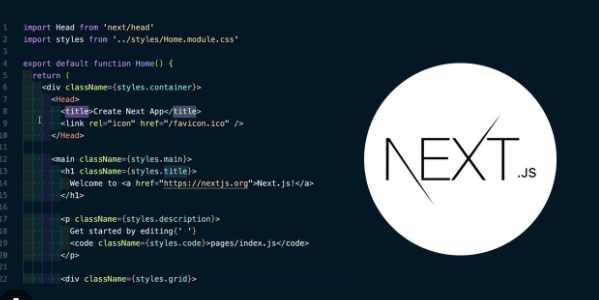 1 import Head from 'next/head'
2 import styles from '../styles/Home.module.css'
3
4 export default function Home() {
5 return (
6 <div className={styles.container}>
7 <Head>
8 <title>Create Next App</title>
9 <link rel="icon" href="/favicon.ico" />
10 </Head>
11
12 <main className={styles.main}>
13 <h1 className={styles.title}>
14 Welcome to <a href="https://nextjs.org">Next.js!</a>
15 </h1>
16
17 <p className={styles.description}>
18 Get started by editing{' '}
19 <code className={styles.code}>pages/index.js</code>
20 </p>
21
22 <div className={styles.grid}>
NEXT.JS